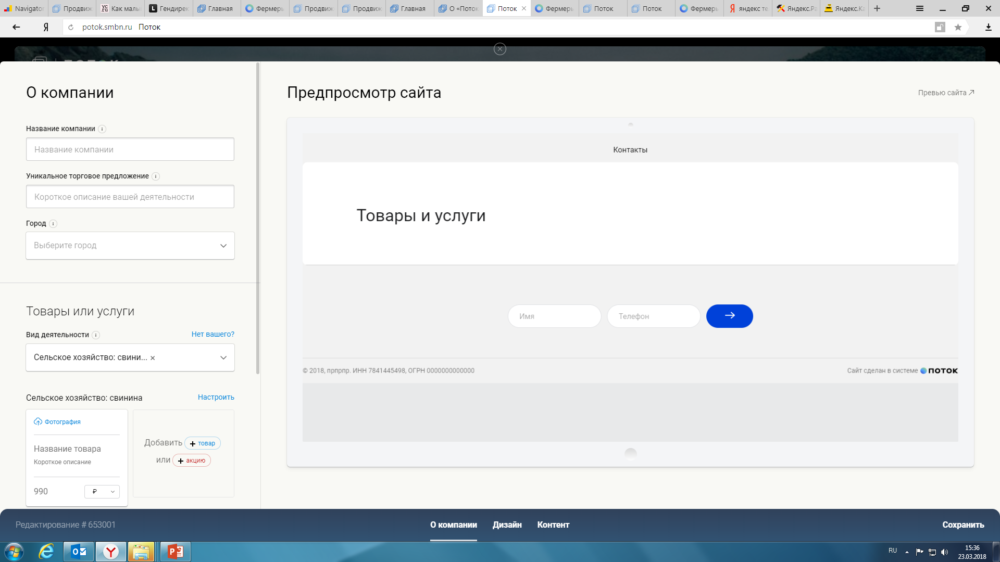 Navigator
Продвиж
Как малы
Гендирек
Главная
Фермерь
Продвиж
Продвиж
Главная
О «Поток
Поток
Фермерь
Поток
Поток
Фермерь
яндекс те
Яндекс.Ра
Яндекс.Ка
potok.smbn.ru Поток
О компании
Название компании
Название компании
Уникальное торговое предложение
Короткое описание вашей деятельности
Город
Выберите город
Товары или услуги
Вид деятельности
Нет вашего?
Сельское хозяйство: свини... ×
Сельское хозяйство: свинина
Настроить
Фотография
Название товара
Короткое описание
990
₽
Добавить + товар
или + акцию
Предпросмотр сайта
Превью сайта
Контакты
Товары и услуги
Имя
Телефон
© 2018, прпрпр. ИНН 7841445498, ОГРН 0000000000000
Сайт сделан в системе ПОТОК
Редактирование # 653001
О компании
Дизайн
Контент
Сохранить
RU
15:36
23.03.2018